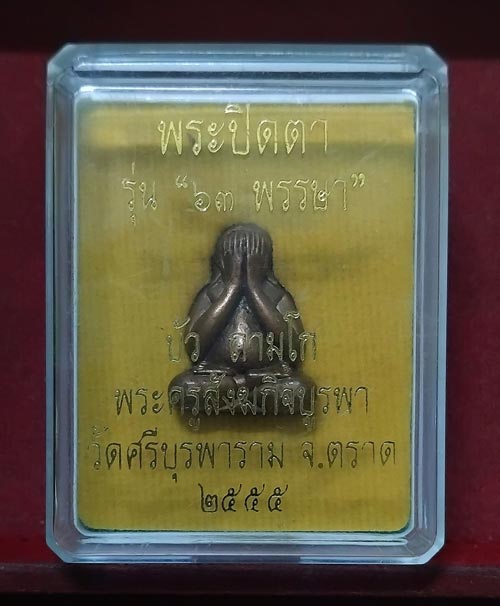 พระปิดตา
รุ่น “๖๓ พรรษา”
บัว ถามโก
พระครูสังฆกิจบูรพา
วัดศรีบุรพาราม จ.ตราด
๒๕๕๕